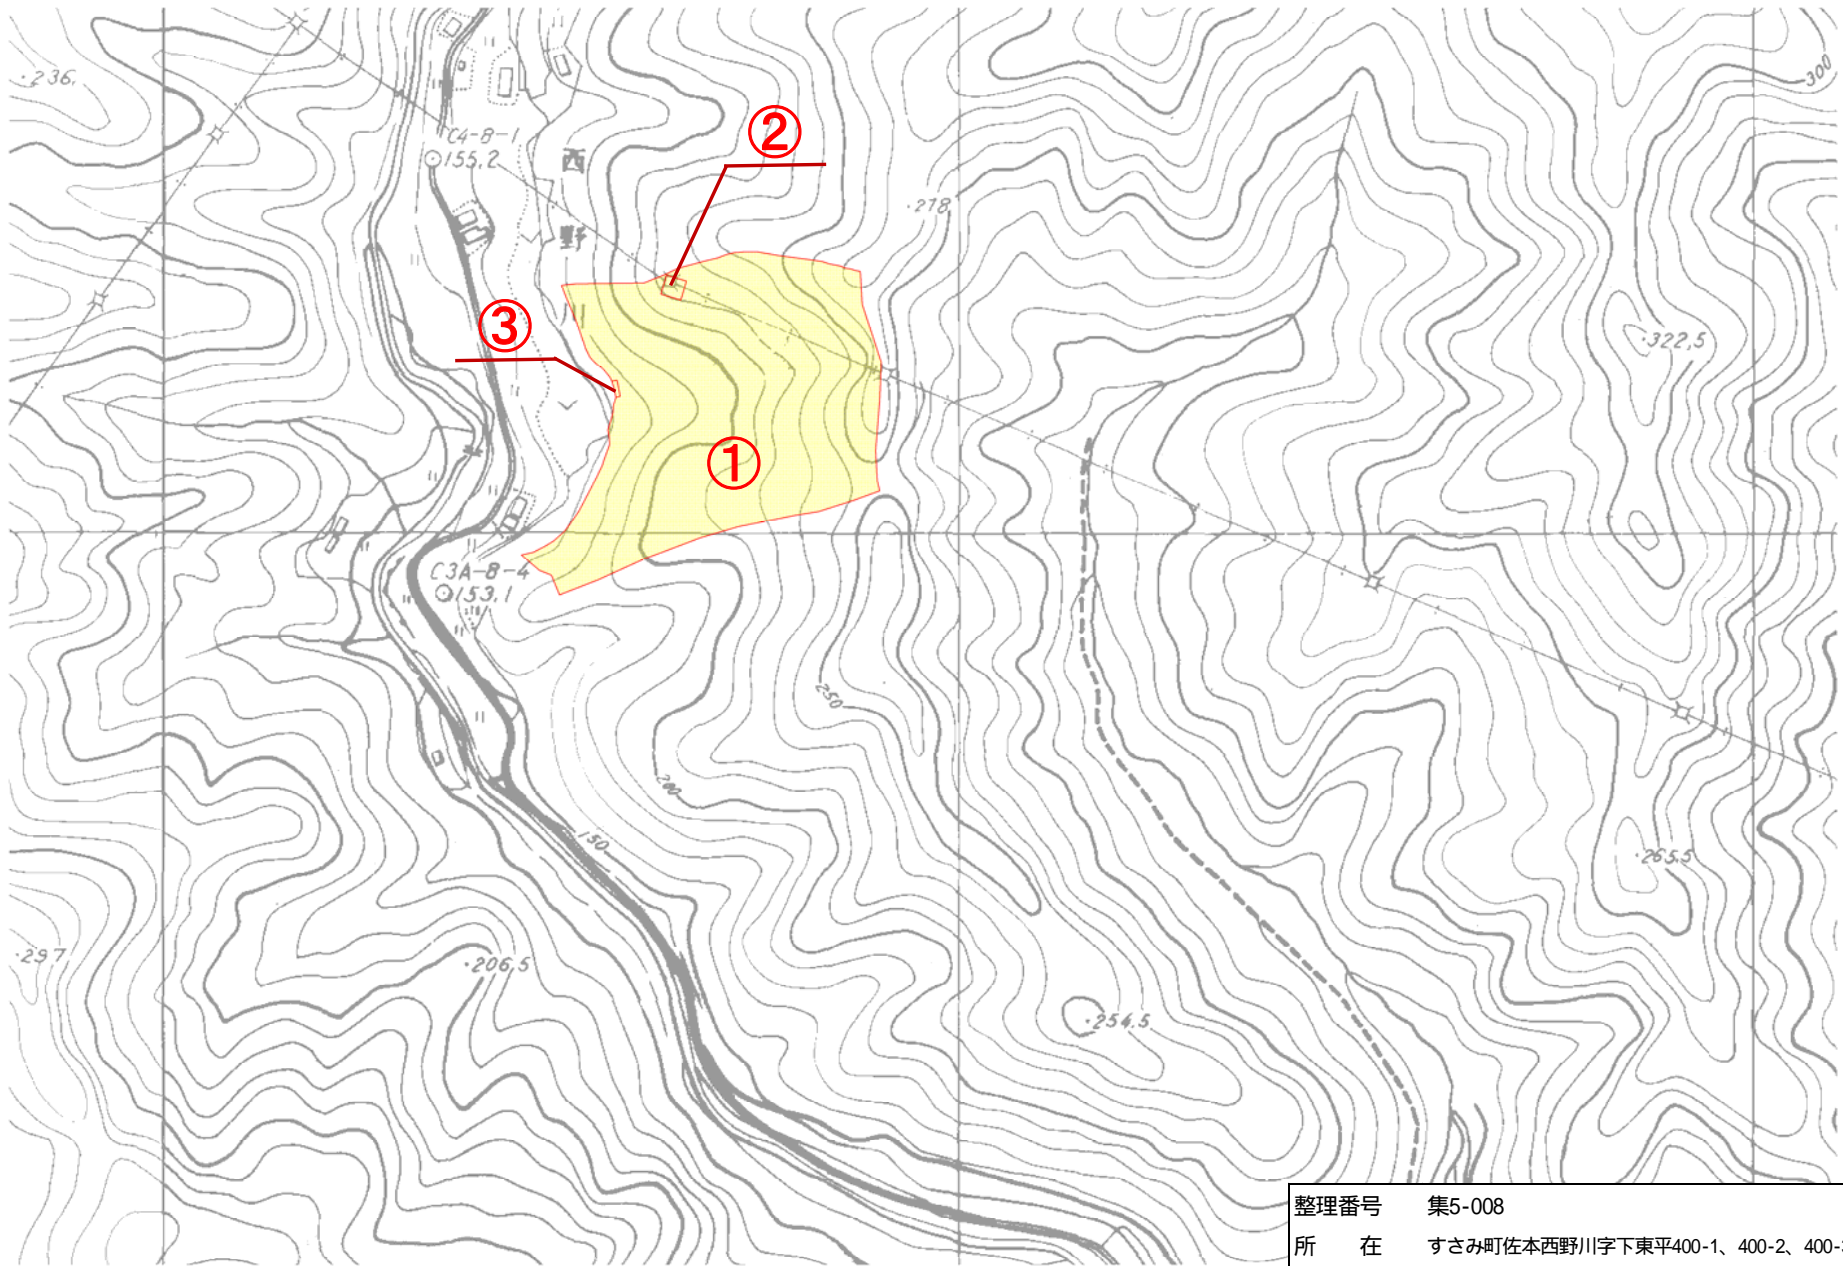 300
・236.
②
C4-8-1
155.2
西
野
川
・278
③
・322.5
①
C3A-8-4
153.1
250
200
150
・265.5
・297
・206.5
・254.5
整理番号 集5-008
所 在 すさみ町佐本西野川字下東平400-1、400-2、400-